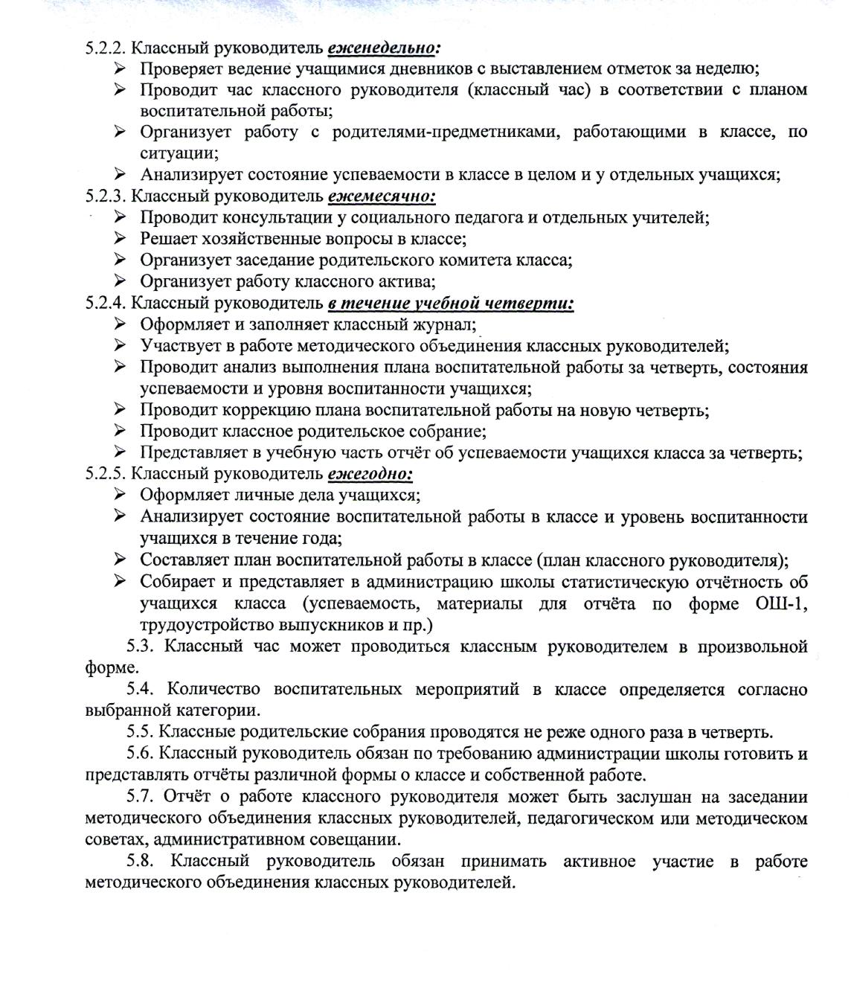 5.2.2. Классный руководитель еженедельно:
➢ Проверяет ведение учащимися дневников с выставлением отметок за неделю;
➢ Проводит час классного руководителя (классный час) в соответствии с планом
воспитательной работы;
➢ Организует работу с родителями-предметниками, работающими в классе, по
ситуации;
➢ Анализирует состояние успеваемости в классе в целом и у отдельных учащихся;
5.2.3. Классный руководитель ежемесячно:
➢ Проводит консультации у социального педагога и отдельных учителей;
➢ Решает хозяйственные вопросы в классе;
➢ Организует заседание родительского комитета класса;
➢ Организует работу классного актива;
5.2.4. Классный руководитель в течение учебной четверти:
➢ Оформляет и заполняет классный журнал;
➢ Участвует в работе методического объединения классных руководителей;
➢ Проводит анализ выполнения плана воспитательной работы за четверть, состояния
успеваемости и уровня воспитанности учащихся;
➢ Проводит коррекцию плана воспитательной работы на новую четверть;
➢ Проводит классное родительское собрание;
➢ Представляет в учебную часть отчёт об успеваемости учащихся класса за четверть;
5.2.5. Классный руководитель ежегодно:
➢ Оформляет личные дела учащихся;
➢ Анализирует состояние воспитательной работы в классе и уровень воспитанности
учащихся в течение года;
➢ Составляет план воспитательной работы в классе (план классного руководителя);
➢ Собирает и представляет в администрацию школы статистическую отчётность об
учащихся класса (успеваемость, материалы для отчёта по форме ОШ-1,
трудоустройство выпускников и пр.)
5.3. Классный час может проводиться классным руководителем в произвольной
форме.
5.4. Количество воспитательных мероприятий в классе определяется согласно
выбранной категории.
5.5. Классные родительские собрания проводятся не реже одного раза в четверть.
5.6. Классный руководитель обязан по требованию администрации школы готовить и
представлять отчёты различной формы о классе и собственной работе.
5.7. Отчёт о работе классного руководителя может быть заслушан на заседании
методического объединения классных руководителей, педагогическом или методическом
советах, административном совещании.
5.8. Классный руководитель обязан принимать активное участие в работе
методического объединения классных руководителей.